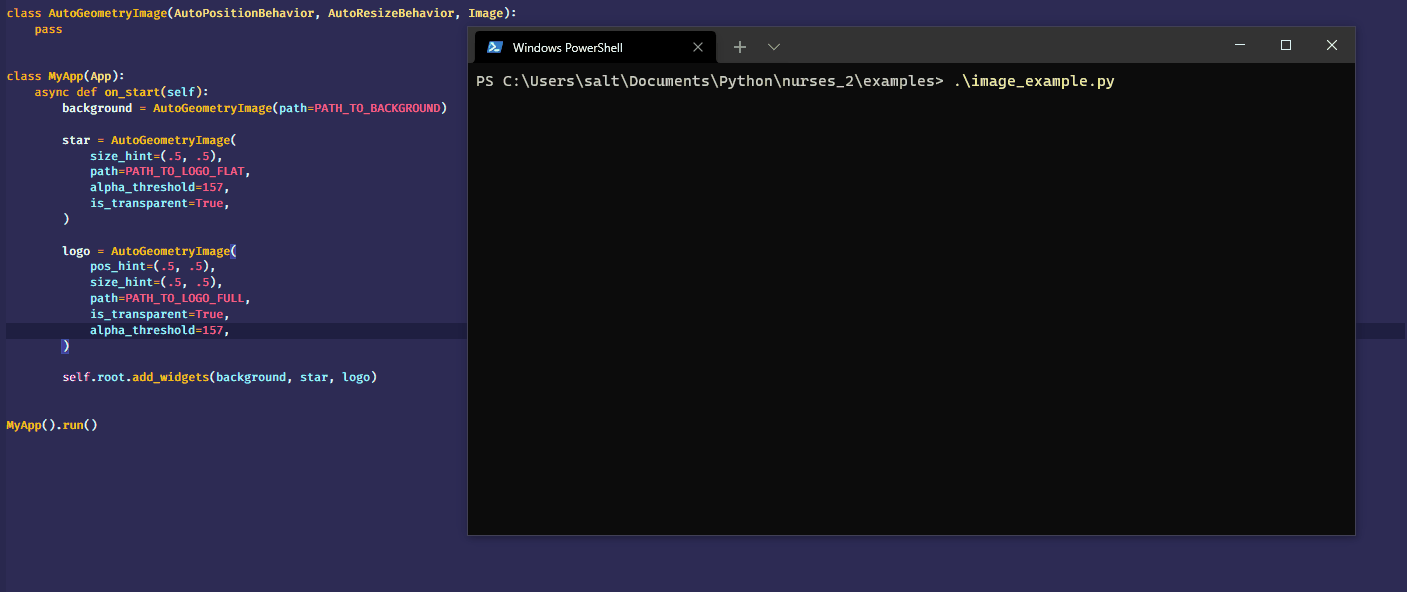 class AutoGeometryImage(AutoPositionBehavior, AutoResizeBehavior, Image):
    pass
class MyApp(App):
    async def on_start(self):
        background = AutoGeometryImage(path=PATH_TO_BACKGROUND)
        star = AutoGeometryImage(
            size_hint=(.5, .5),
            path=PATH_TO_LOGO_FLAT,
            alpha_threshold=157,
            is_transparent=True,
        )
        logo = AutoGeometryImage(
            pos_hint=(.5, .5),
            size_hint=(.5, .5),
            path=PATH_TO_LOGO_FULL,
            is_transparent=True,
            alpha_threshold=157,
        )
        self.root.add_widgets(background, star, logo)
MyApp().run()
Windows PowerShell
PS C:\Users\salt\Documents\Python\nurses_2\examples> .\image_example.py